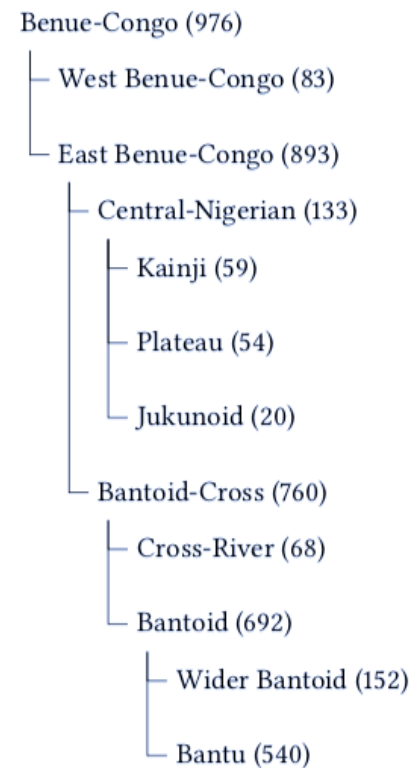 Benue-Congo (976)
West Benue-Congo (83)
East Benue-Congo (893)
Central-Nigerian (133)
Kainji (59)
Plateau (54)
Jukunoid (20)
Bantoid-Cross (760)
Cross-River (68)
Bantoid (692)
Wider Bantoid (152)
Bantu (540)